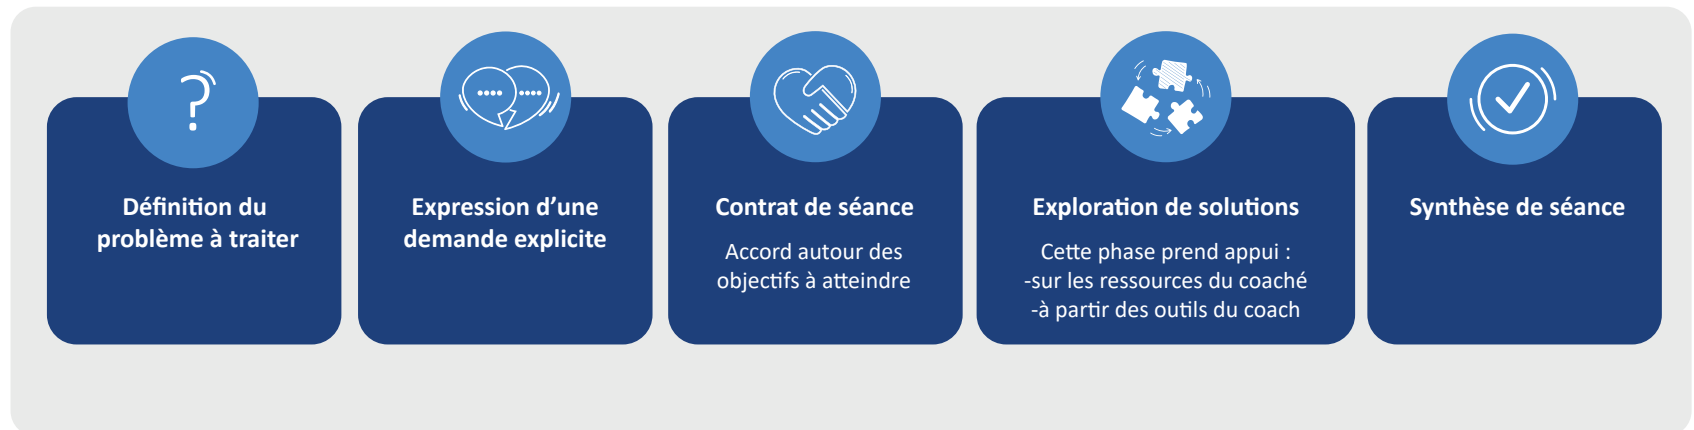 ?
Définition du
problème à traiter
Expression d’une
demande explicite
Contrat de séance
Accord autour des
objectifs à atteindre
Exploration de solutions
Cette phase prend appui :
-sur les ressources du coaché
-à partir des outils du coach
Synthèse de séance